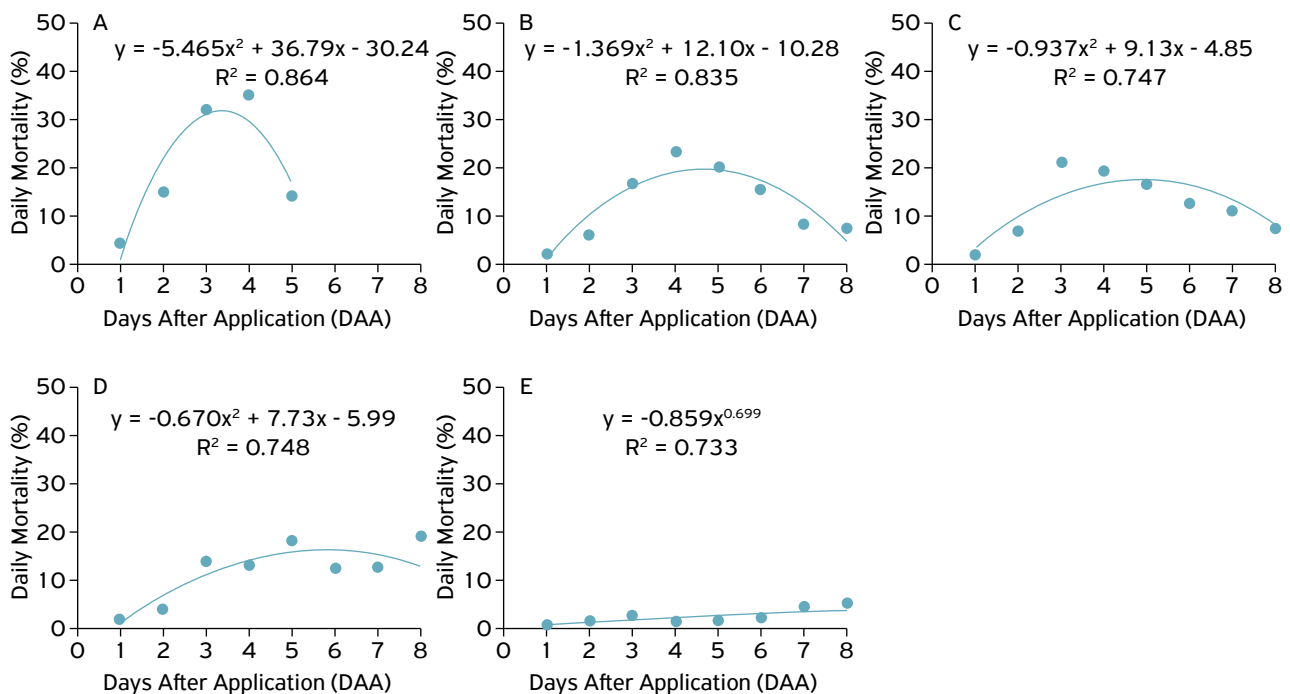 A
y = -5.465x² + 36.79x - 30.24
R² = 0.864
Daily Mortality (%)
50
40
30
20
10
0
0 1 2 3 4 5 6 7 8
Days After Application (DAA)
B
y = -1.369x² + 12.10x - 10.28
R² = 0.835
Daily Mortality (%)
50
40
30
20
10
0
0 1 2 3 4 5 6 7 8
Days After Application (DAA)
C
y = -0.937x² + 9.13x - 4.85
R² = 0.747
Daily Mortality (%)
50
40
30
20
10
0
0 1 2 3 4 5 6 7 8
Days After Application (DAA)
D
y = -0.670x² + 7.73x - 5.99
R² = 0.748
Daily Mortality (%)
50
40
30
20
10
0
0 1 2 3 4 5 6 7 8
Days After Application (DAA)
E
y = -0.859x⁰·⁶⁹⁹
R² = 0.733
Daily Mortality (%)
50
40
30
20
10
0
0 1 2 3 4 5 6 7 8
Days After Application (DAA)